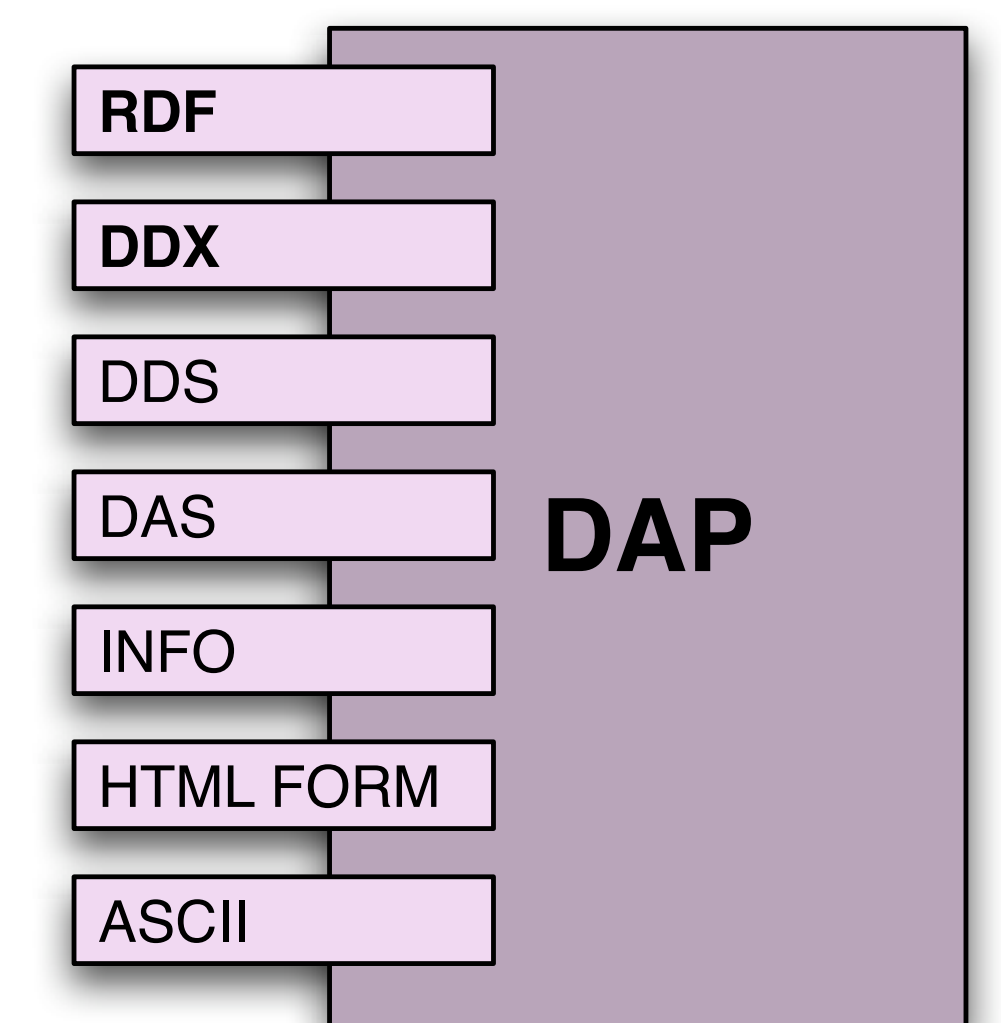 RDF
DDX
DDS
DAS
DAP
INFO
HTML FORM
ASCII